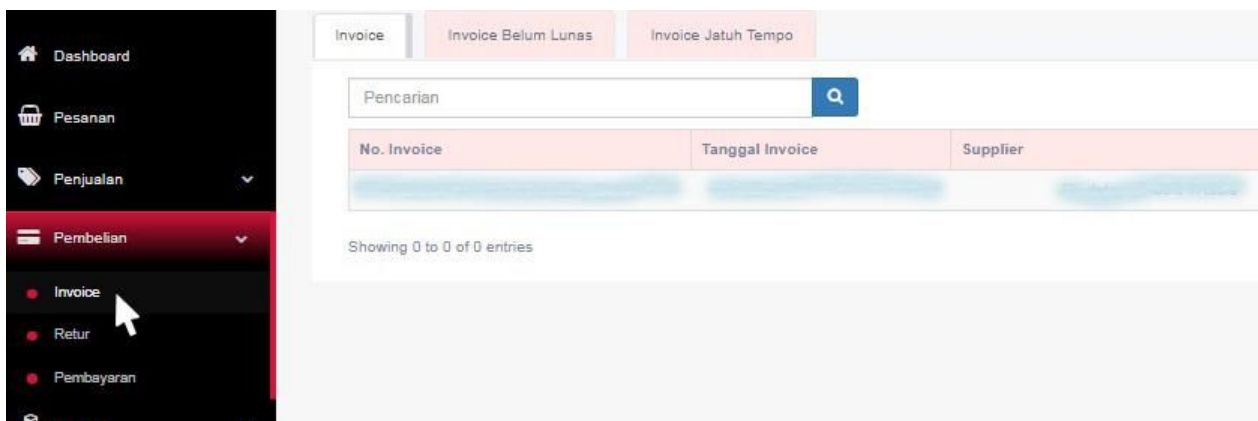 Dashboard
Pesanan
Penjualan
Pembelian
Invoice
Retur
Pembayaran
Invoice Invoice Belum Lunas Invoice Jatuh Tempo
Pencarian
No. Invoice Tanggal Invoice Supplier
Showing 0 to 0 of 0 entries